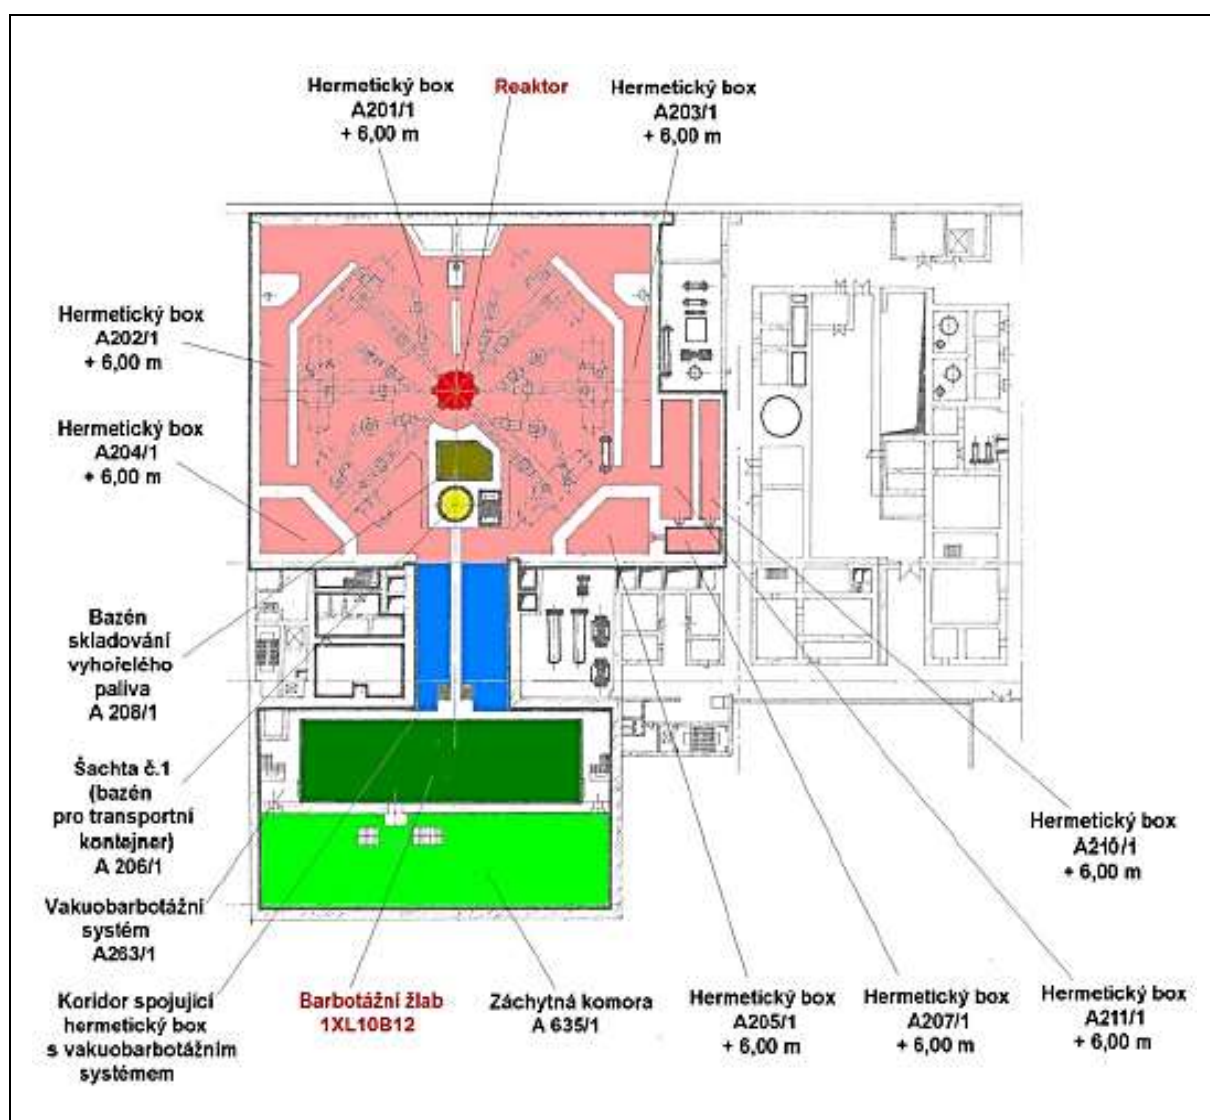 Hermetický box
A201/1
+ 6,00 m
Reaktor
Hermetický box
A203/1
+ 6,00 m
Hermetický box
A202/1
+ 6,00 m
Hermetický box
A204/1
+ 6,00 m
Bazén
skladování
vyhořelého
paliva
A 208/1
Šachta č.1
(bazén
pro transportní
kontejner)
A 206/1
Vakuobarbotážní
systém
A263/1
Koridor spojující
hermetický box
s vakuobarbotážním
systémem
Barbotážní žlab
1XL10B12
Záchytná komora
A 635/1
Hermetický box
A205/1
+ 6,00 m
Hermetický box
A207/1
+ 6,00 m
Hermetický box
A211/1
+ 6,00 m
Hermetický box
A210/1
+ 6,00 m